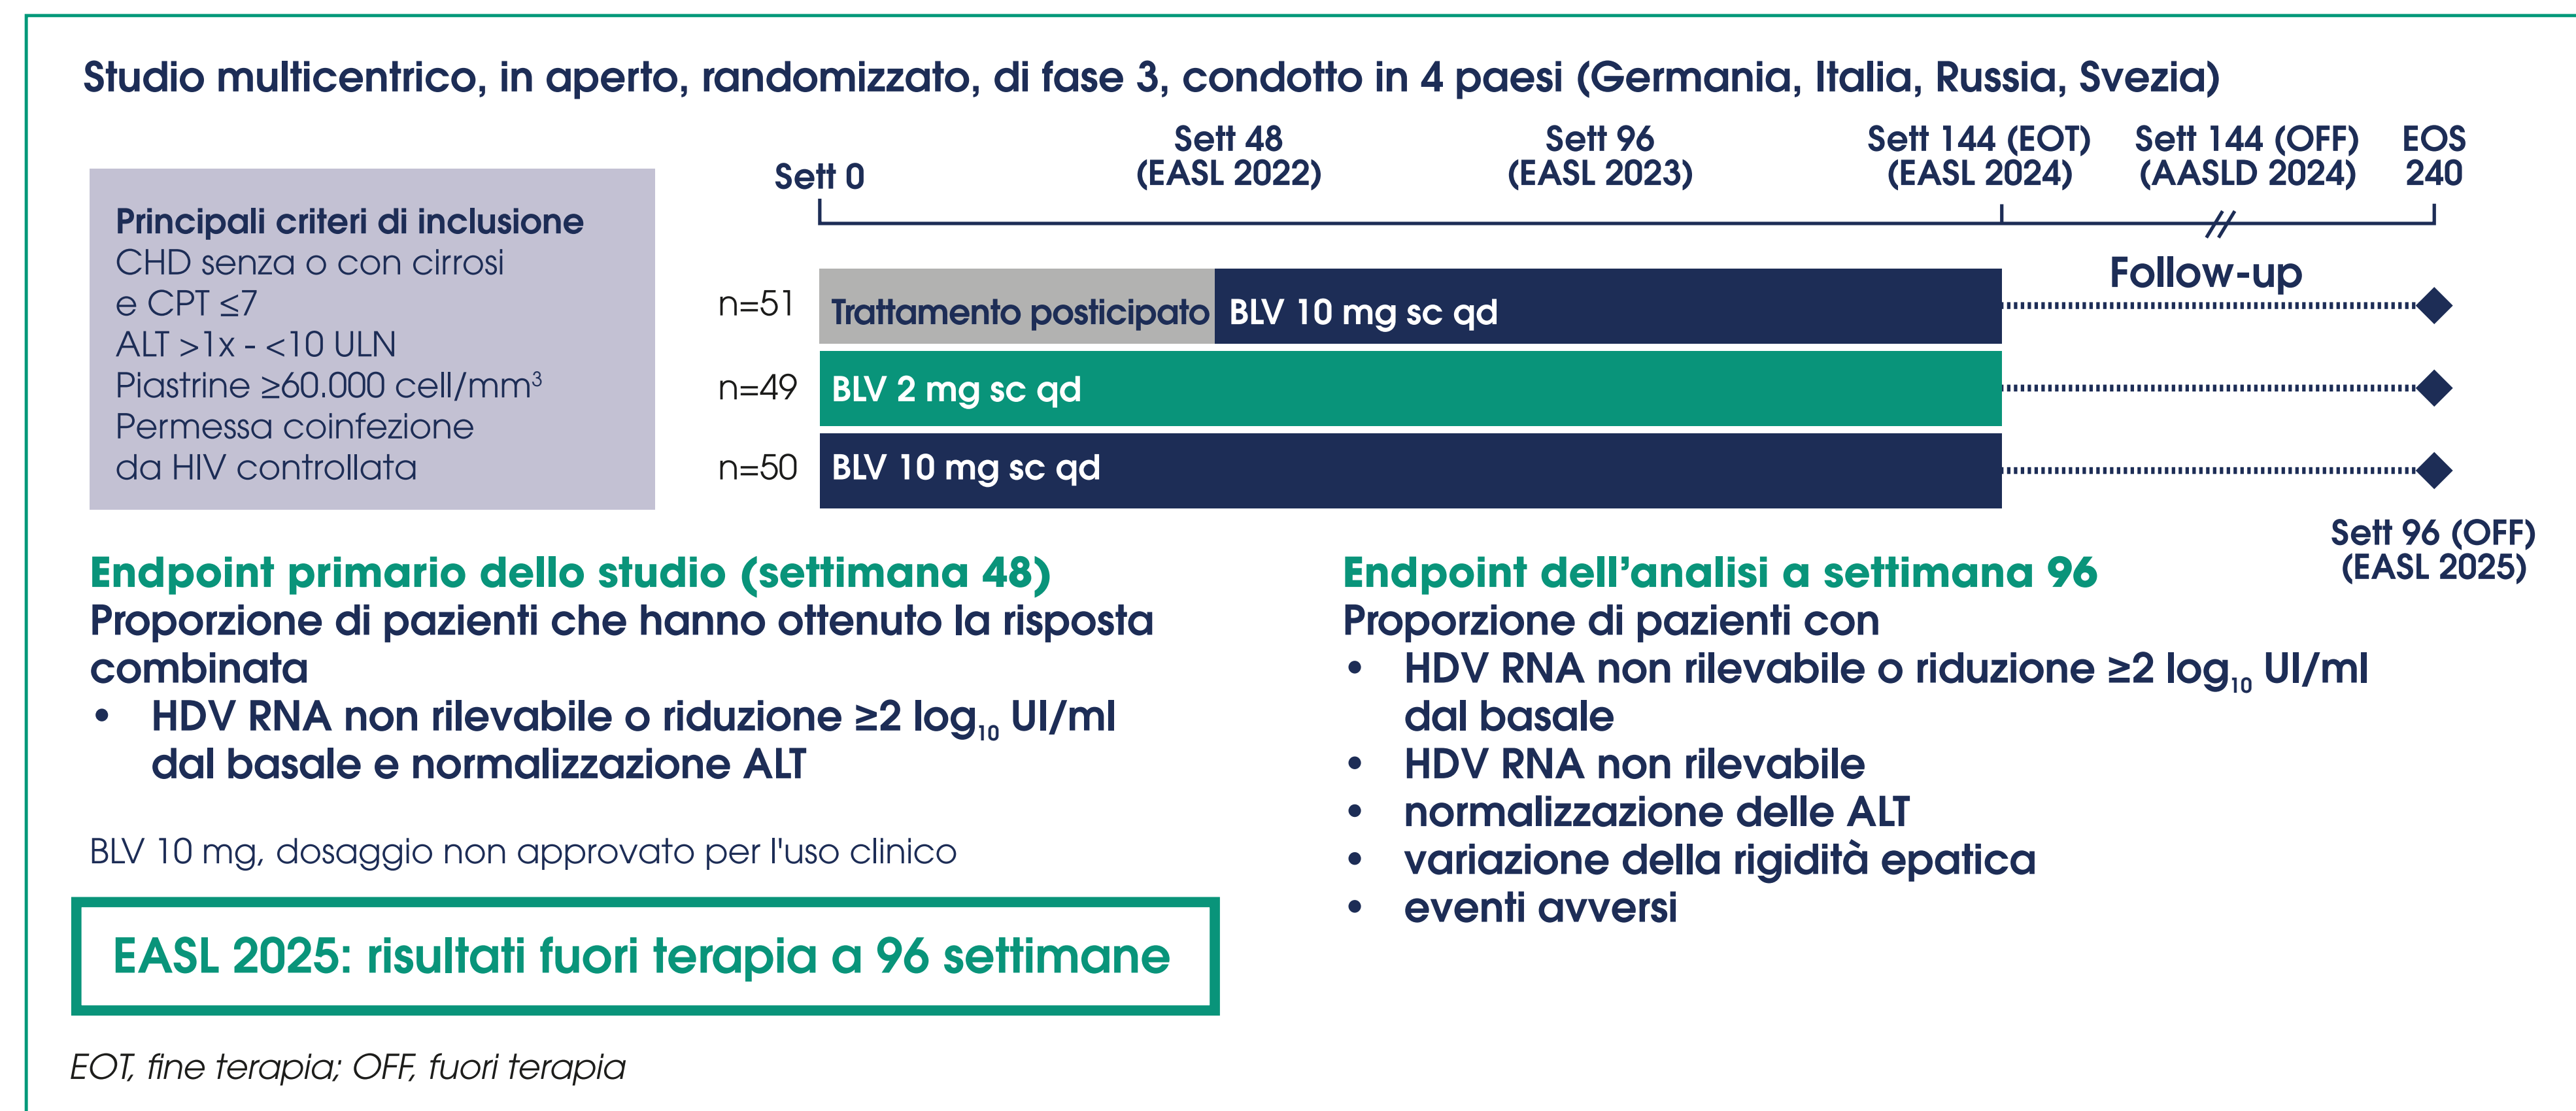 Studio multicentrico, in aperto, randomizzato, di fase 3, condotto in 4 paesi (Germania, Italia, Russia, Svezia)
Principali criteri di inclusione
CHD senza o con cirrosi
e CPT ≤7
ALT >1x - <10 ULN
Piastrine ≥60.000 cell/mm³
Permessa coinfezione
da HIV controllata
Sett 0
Sett 48
(EASL 2022)
Sett 96
(EASL 2023)
Sett 144 (EOT)
(EASL 2024)
Sett 144 (OFF)
(AASLD 2024)
EOS
240
Follow-up
n=51
Trattamento posticipato
BLV 10 mg sc qd
n=49
BLV 2 mg sc qd
n=50
BLV 10 mg sc qd
Sett 96 (OFF)
(EASL 2025)
Endpoint primario dello studio (settimana 48)
Proporzione di pazienti che hanno ottenuto la risposta
combinata
• HDV RNA non rilevabile o riduzione ≥2 log₁₀ UI/ml
dal basale e normalizzazione ALT
BLV 10 mg, dosaggio non approvato per l'uso clinico
EASL 2025: risultati fuori terapia a 96 settimane
Endpoint dell’analisi a settimana 96
Proporzione di pazienti con
• HDV RNA non rilevabile o riduzione ≥2 log₁₀ UI/ml
dal basale
• HDV RNA non rilevabile
• normalizzazione delle ALT
• variazione della rigidità epatica
• eventi avversi
EOT, fine terapia; OFF, fuori terapia